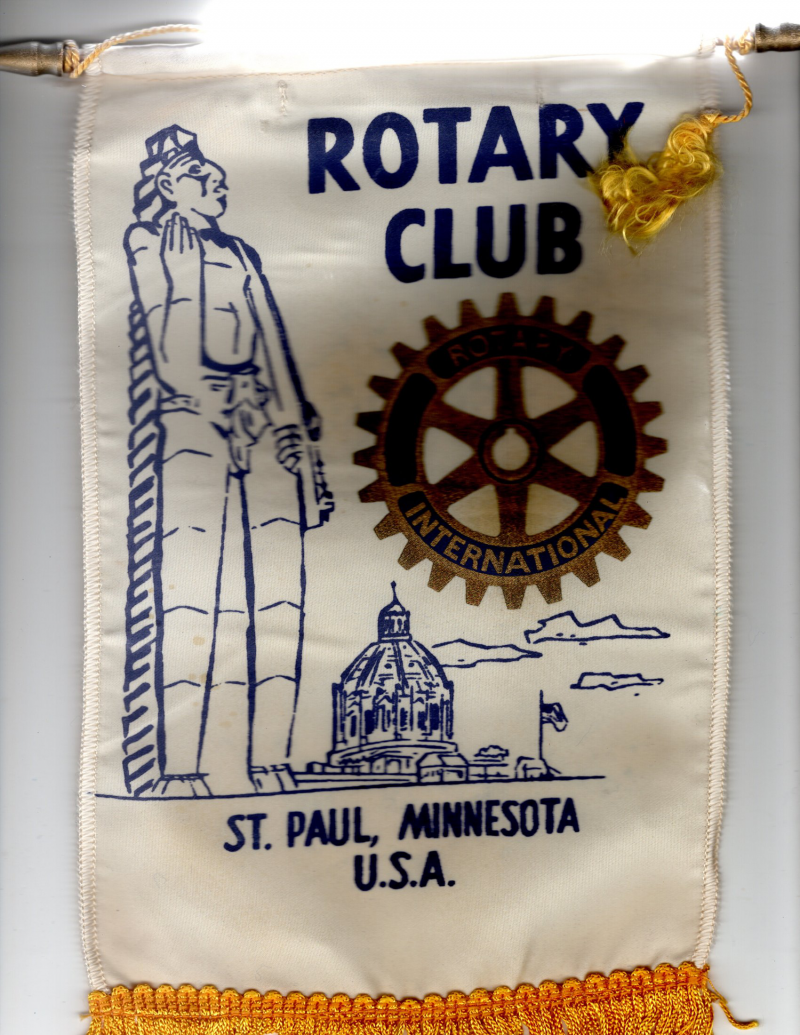 ROTARY
CLUB
ROTARY
INTERNATIONAL
ST. PAUL, MINNESOTA
U.S.A.